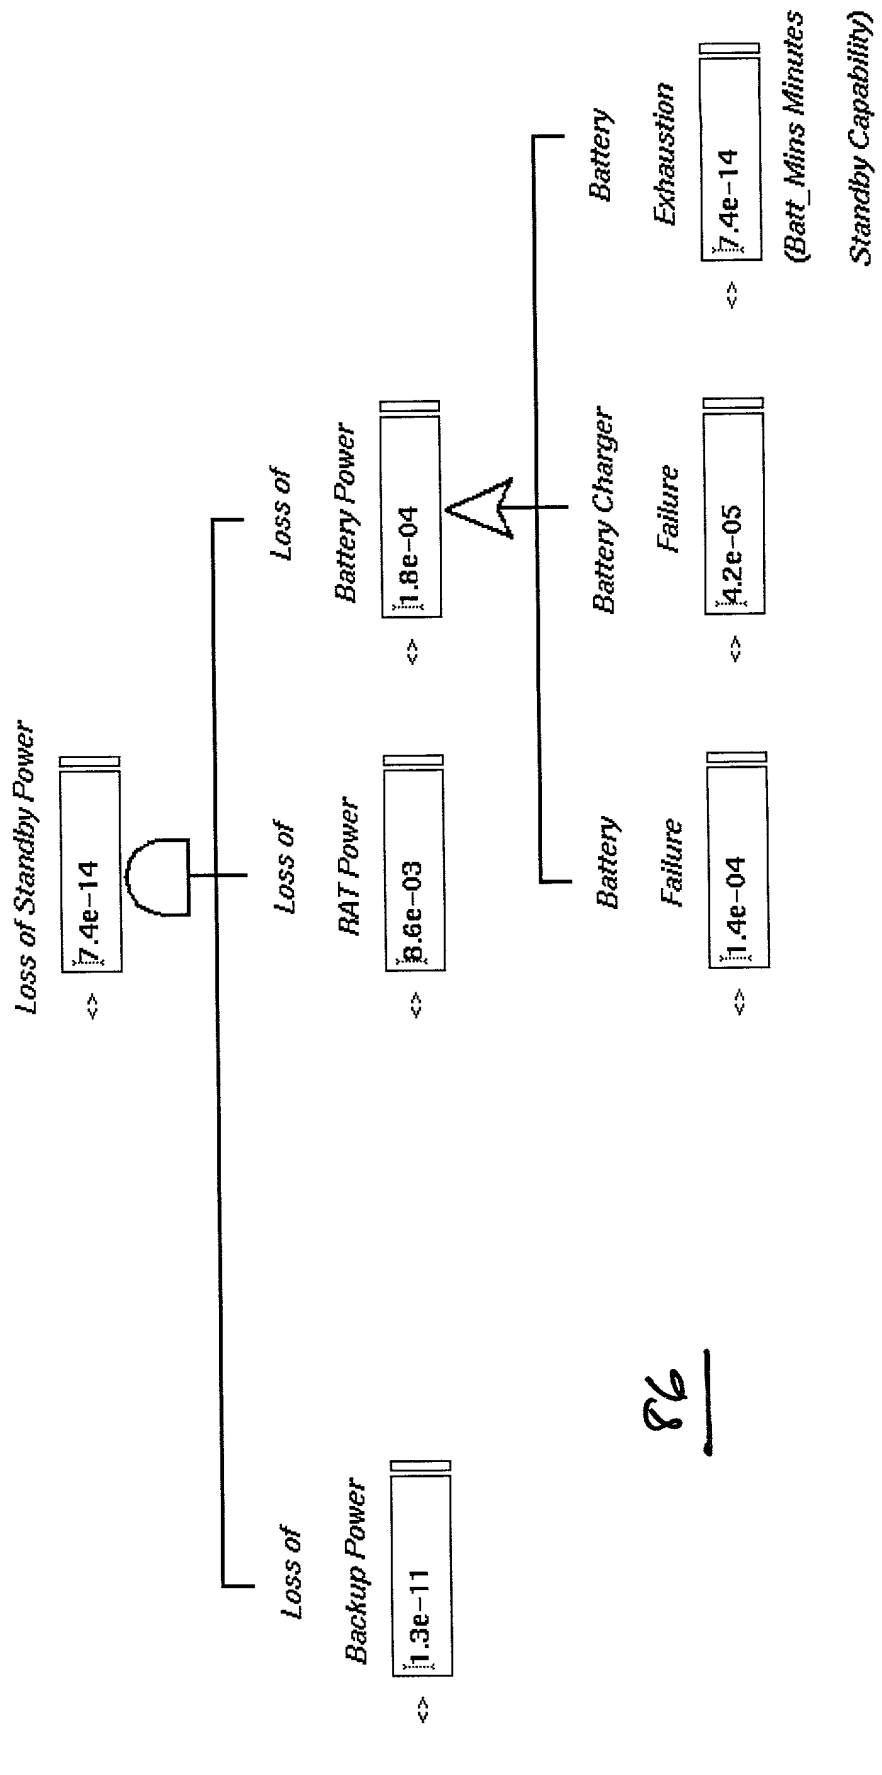 Loss of Standby Power
<> 7.4e-14
Loss of
Backup Power
<> 1.3e-11
Loss of
RAT Power
<> 8.6e-03
Loss of
Battery Power
<> 1.8e-04
Battery
Failure
<> 1.4e-04
Battery Charger
Failure
<> 4.2e-05
Battery
Exhaustion
<> 7.4e-14
(Batt_Mins Minutes
Standby Capability)
86